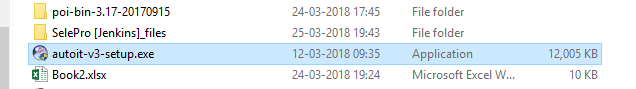 poi-bin-3.17-20170915 24-03-2018 17:45 File folder
SelePro [Jenkins]_files 25-03-2018 19:43 File folder
autoit-v3-setup.exe 12-03-2018 09:35 Application 12,005 KB
Book2.xlsx 24-03-2018 19:24 Microsoft Excel W... 10 KB